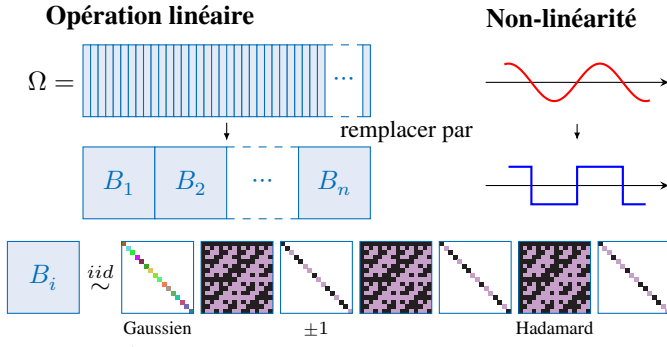 Opération linéaire
Non-linéarité
Ω =
...
remplacer par
B₁ B₂ ... Bₙ
Bᵢ iid ~
Gaussien ±1 Hadamard